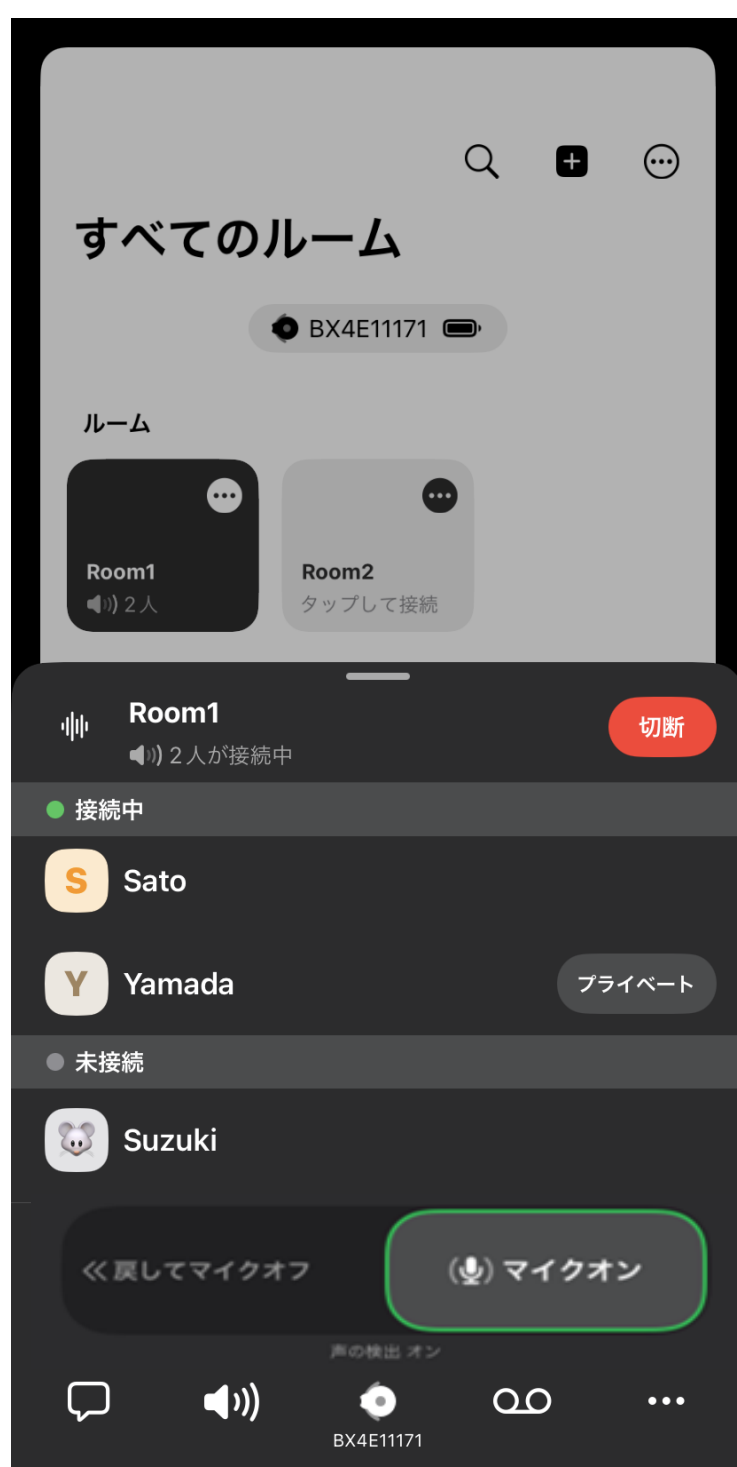 すべてのルーム
BX4E11171
ルーム
Room1
2人
Room2
タップして接続
Room1
2人が接続中
切断
接続中
S
Sato
Y
Yamada
プライベート
未接続
Suzuki
≪戻してマイクオフ
マイクオン
声の検出 オン
BX4E11171